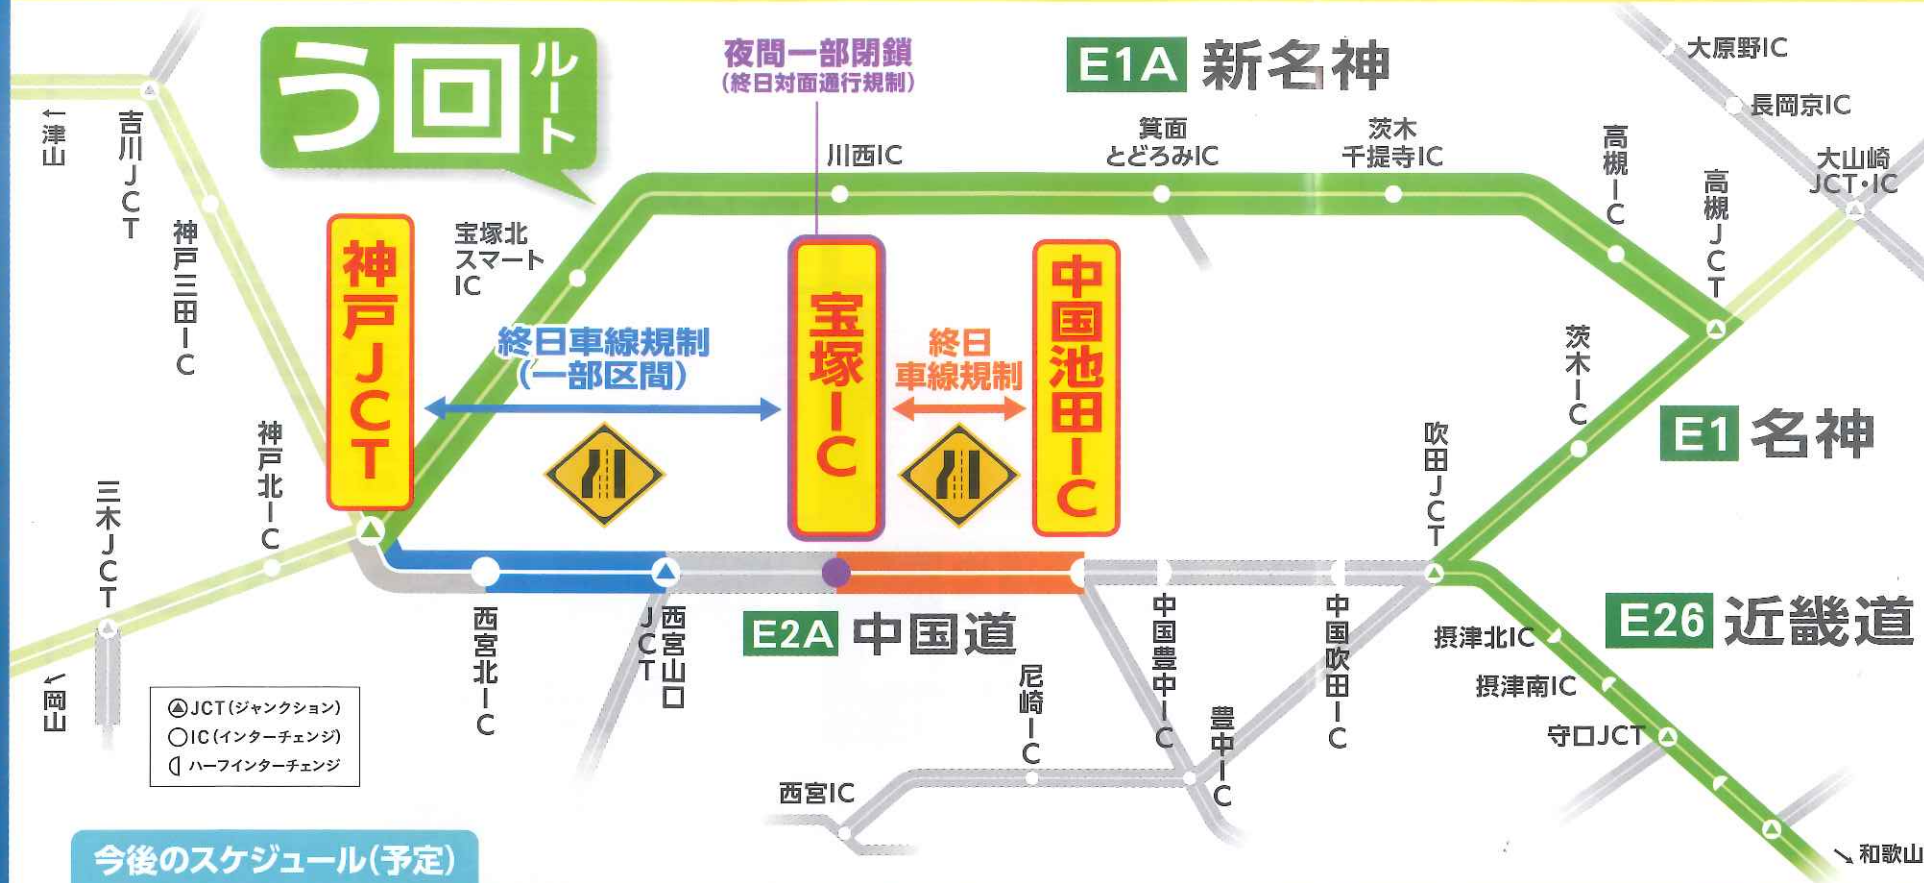 う回
ルート
夜間一部閉鎖
(終日対面通行規制)
E1A 新名神
大原野IC
長岡京IC
大山崎
JCT・IC
↑津山
吉川JCT
神戸三田IC
神戸JCT
宝塚北
スマート
IC
川西IC
箕面
とどろみIC
茨木
千提寺IC
高槻IC
高槻JCT
終日車線規制
(一部区間)
宝塚IC
終日
車線規制
中国池田IC
茨木IC
E1 名神
吹田JCT
神戸北IC
三木JCT
↑岡山
西宮北IC
西宮山口
JCT
E2A 中国道
中国豊中IC
中国吹田IC
E26 近畿道
摂津北IC
摂津南IC
守口JCT
尼崎IC
豊中IC
西宮IC
→和歌山
JCT(ジャンクション)
IC(インターチェンジ)
ハーフインターチェンジ
今後のスケジュール(予定)